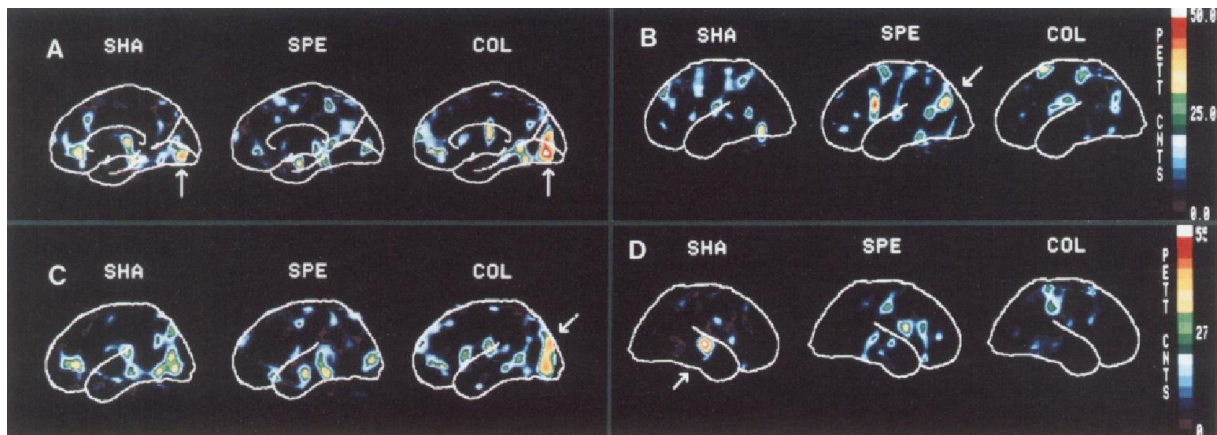 A
SHA
SPE
COL
B
SHA
SPE
COL
50.0
PETT CNTS
25.0
0.0
C
SHA
SPE
COL
D
SHA
SPE
COL
PETT CNTS
27
0